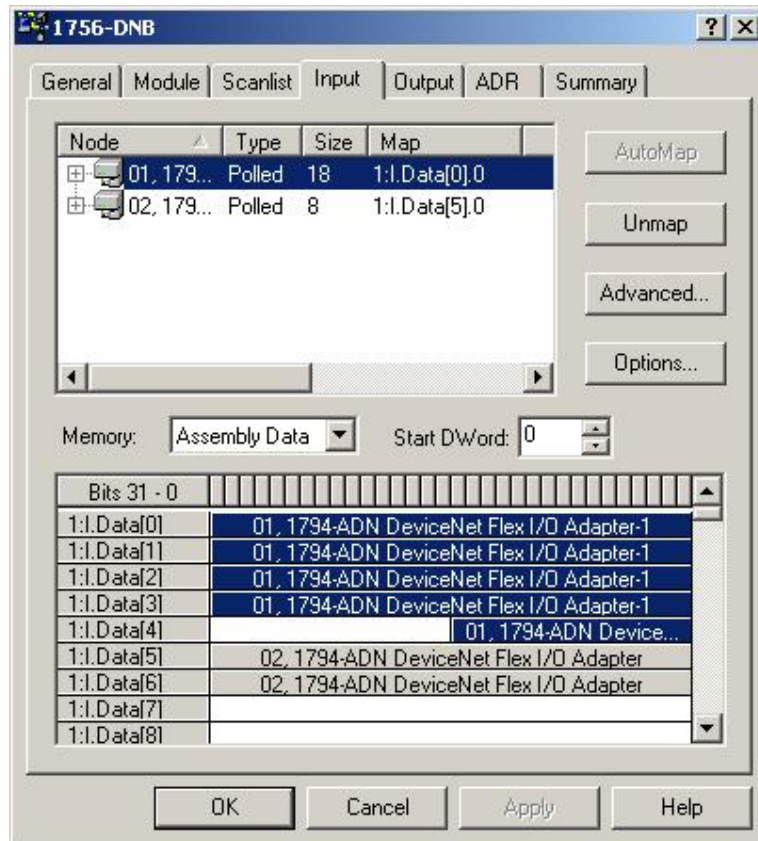 1756-DNB
General Module Scanlist Input Output ADR Summary
Node Type Size Map
01, 179... Polled 18 1:I.Data[0].0
02, 179... Polled 8 1:I.Data[5].0
AutoMap
Unmap
Advanced...
Options...
Memory: Assembly Data Start DWord: 0
Bits 31 - 0
1:I.Data[0] 01, 1794-ADN DeviceNet Flex I/O Adapter-1
1:I.Data[1] 01, 1794-ADN DeviceNet Flex I/O Adapter-1
1:I.Data[2] 01, 1794-ADN DeviceNet Flex I/O Adapter-1
1:I.Data[3] 01, 1794-ADN DeviceNet Flex I/O Adapter-1
1:I.Data[4] 01, 1794-ADN Device...
1:I.Data[5] 02, 1794-ADN DeviceNet Flex I/O Adapter
1:I.Data[6] 02, 1794-ADN DeviceNet Flex I/O Adapter
1:I.Data[7]
1:I.Data[8]
OK Cancel Apply Help